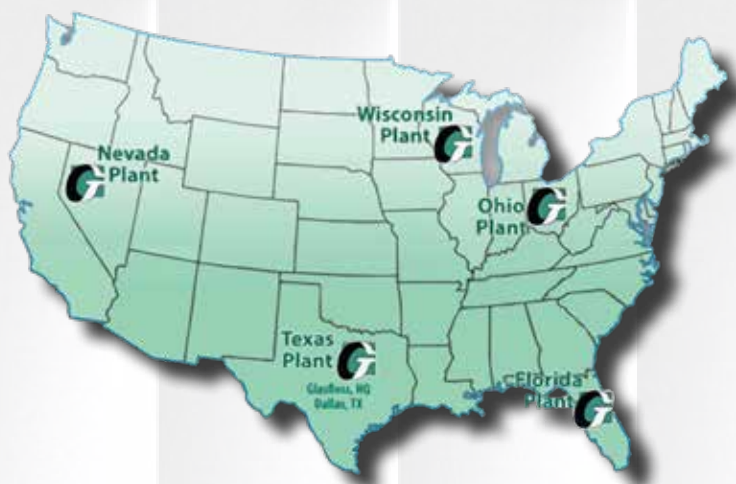 Wisconsin
Plant
Nevada
Plant
Ohio
Plant
Texas
Plant
Glasfloss, HQ
Dallas, TX
Florida
Plant